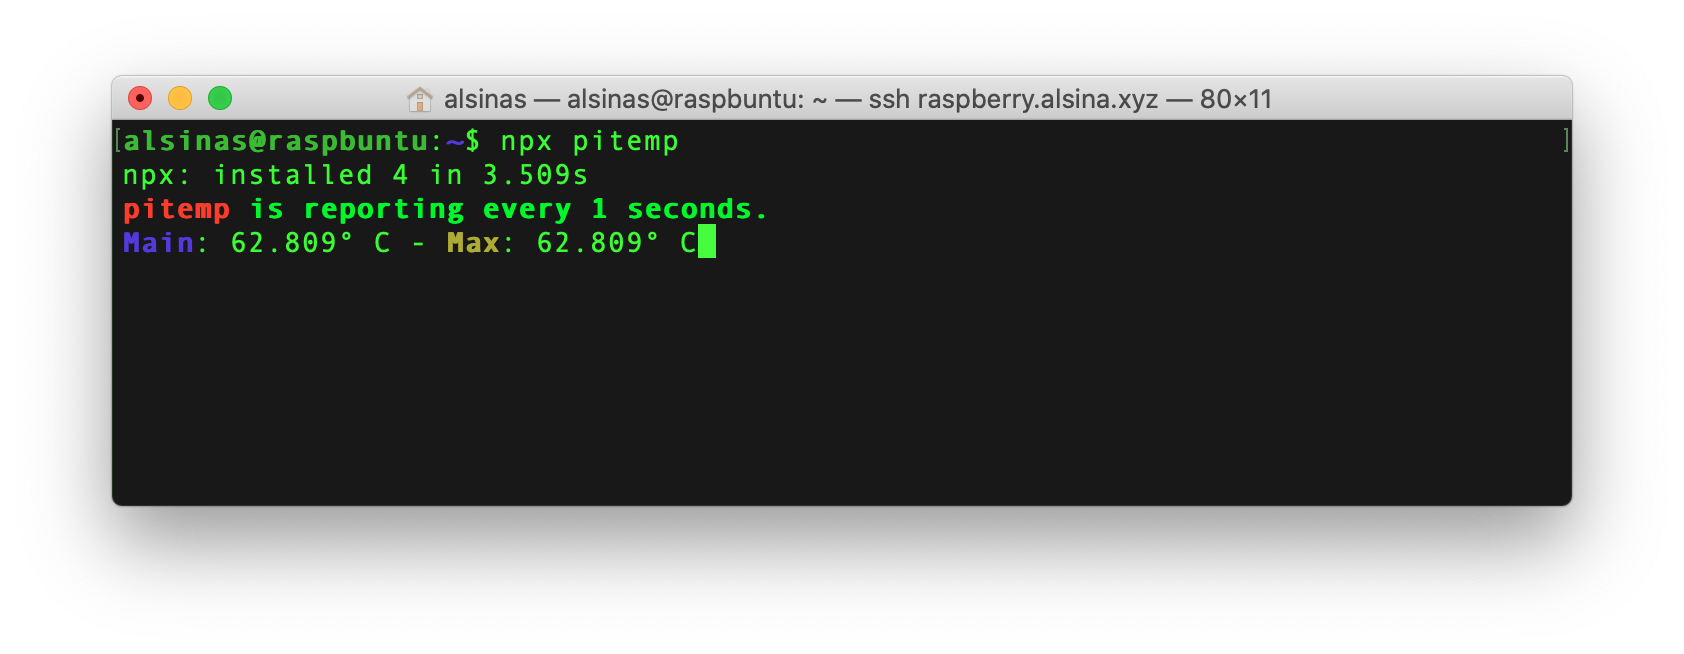 alsinas — alsinas@raspbuntu: ~ — ssh raspberry.alsina.xyz — 80×11
[alsinas@raspbuntu:~$ npx pitemp ]
npx: installed 4 in 3.509s
pitemp is reporting every 1 seconds.
Main: 62.809° C - Max: 62.809° C